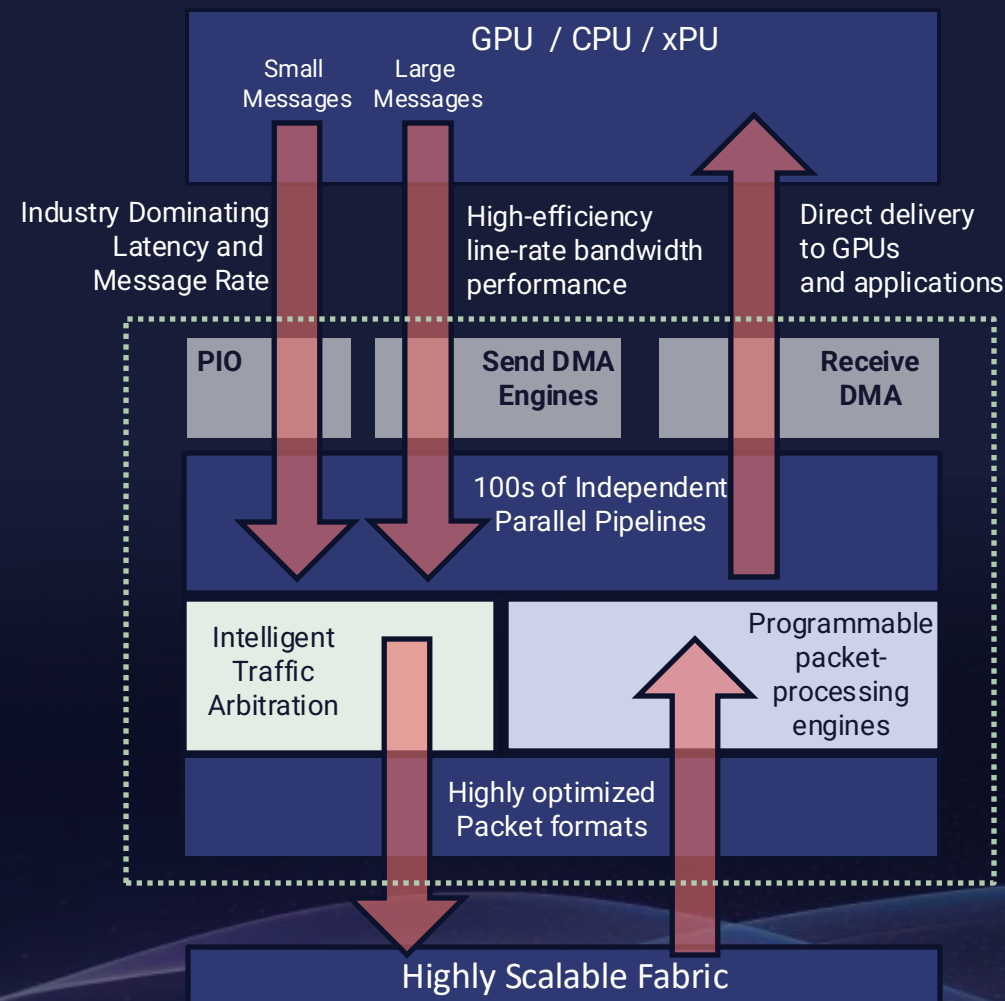 GPU / CPU / xPU
Small
Messages
Large
Messages
Industry Dominating
Latency and
Message Rate
High-efficiency
line-rate bandwidth
performance
Direct delivery
to GPUs
and applications
PIO
Send DMA
Engines
Receive
DMA
100s of Independent
Parallel Pipelines
Intelligent
Traffic
Arbitration
Programmable
packet-
processing
engines
Highly optimized
Packet formats
Highly Scalable Fabric